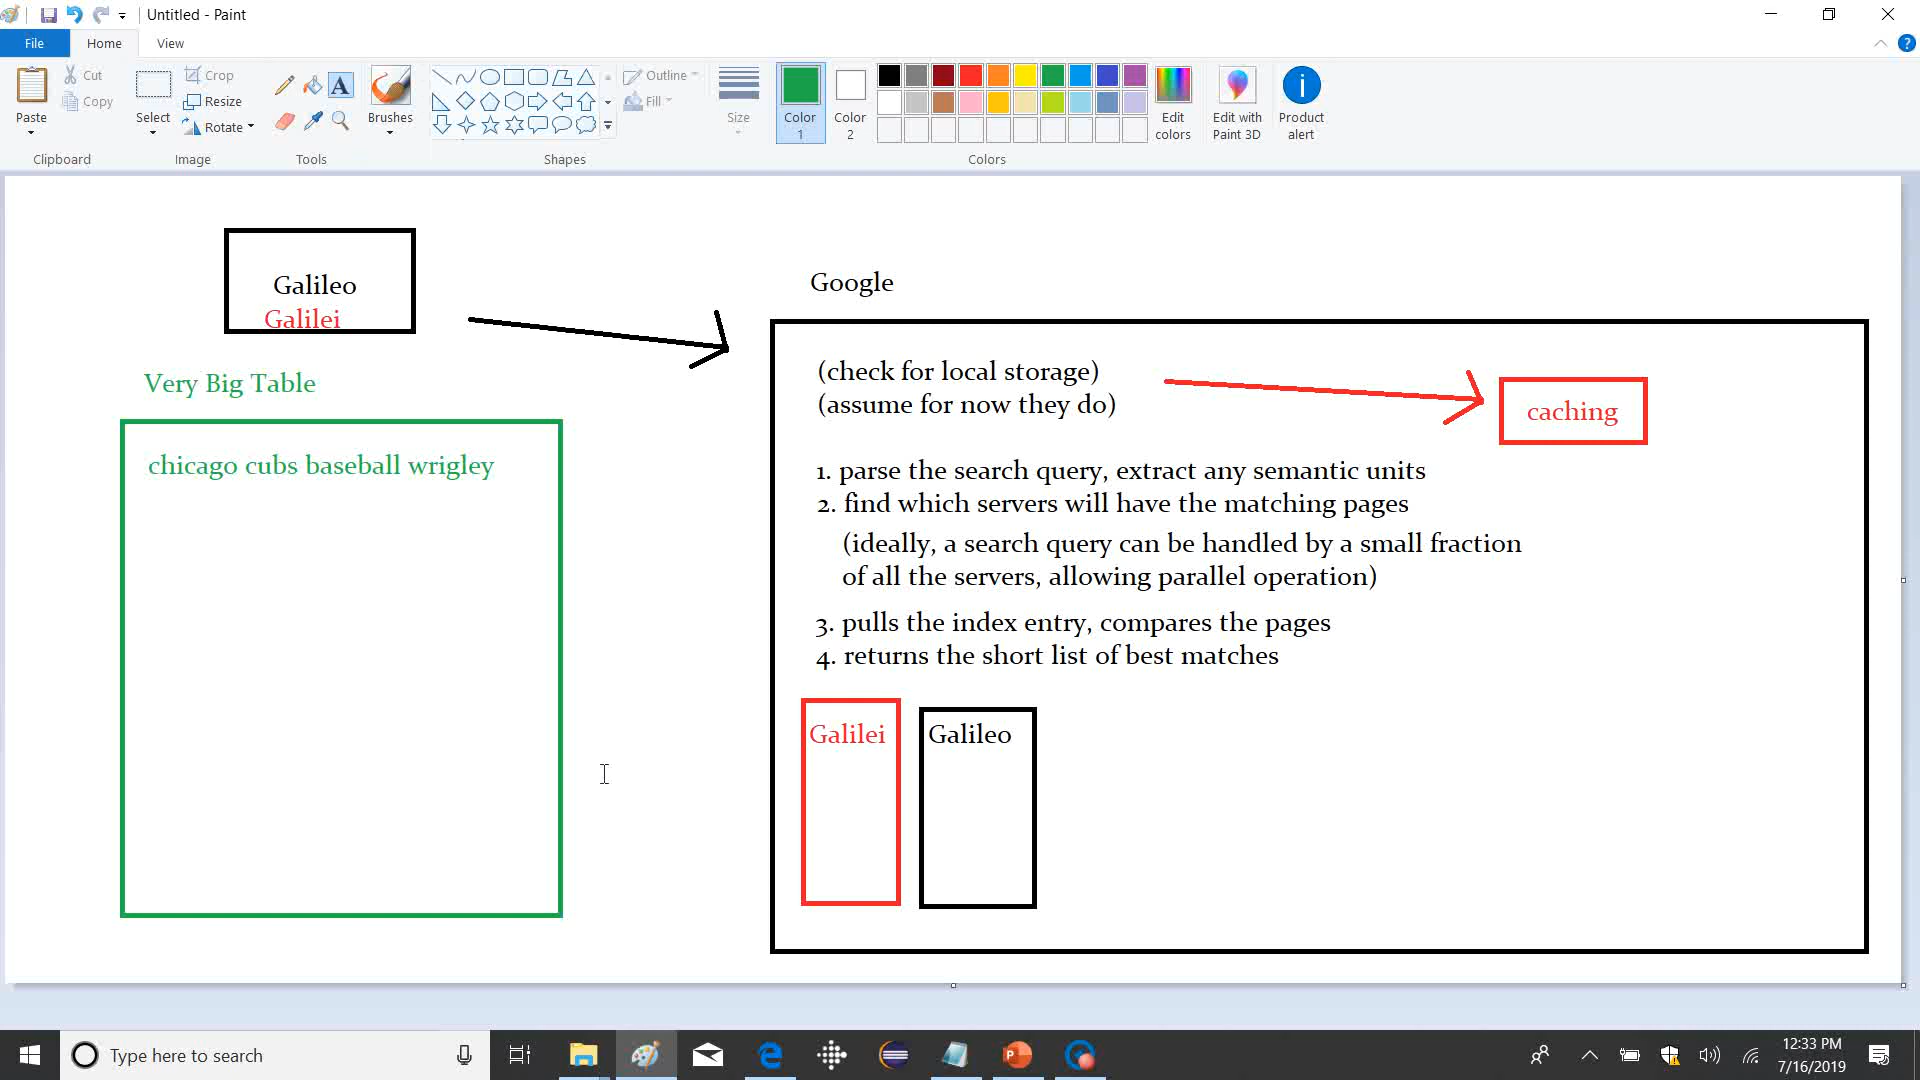 Untitled - Paint
File
Home
View
Paste
Cut
Copy
Clipboard
Select
Crop
Resize
Rotate
Image
A
Tools
Brushes
Outline
Fill
Shapes
Size
Color
1
Color
2
Colors
Edit
colors
Edit with
Paint 3D
Product
alert
Galileo
Galilei
Very Big Table
chicago cubs baseball wrigley
Google
(check for local storage)
(assume for now they do)
caching
1. parse the search query, extract any semantic units
2. find which servers will have the matching pages
(ideally, a search query can be handled by a small fraction
of all the servers, allowing parallel operation)
3. pulls the index entry, compares the pages
4. returns the short list of best matches
Galilei
Galileo
Type here to search
12:33 PM
7/16/2019